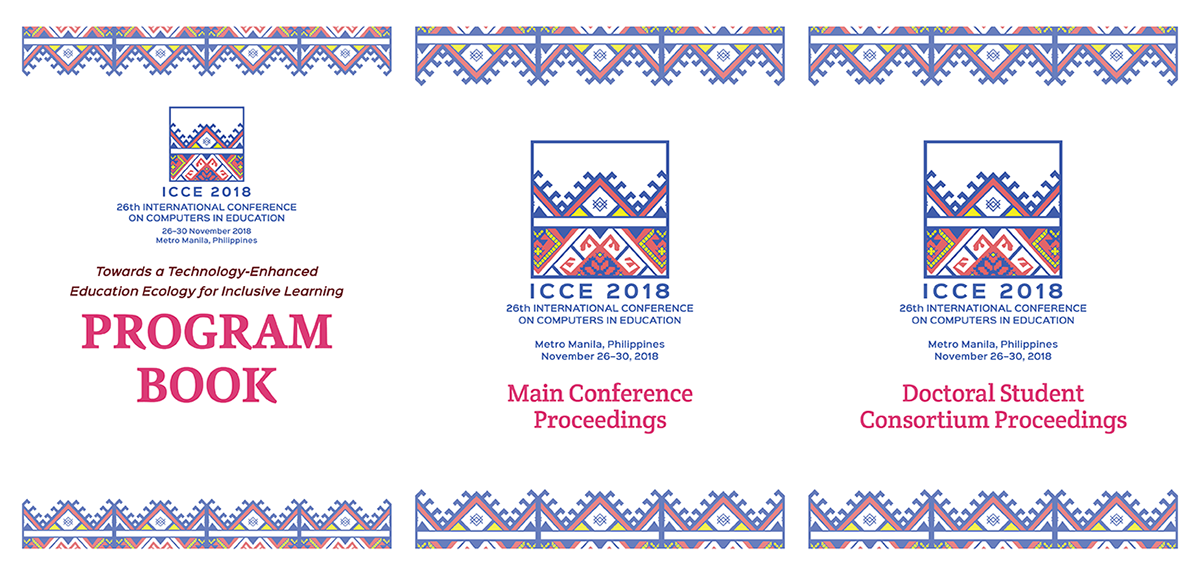 ICCE 2018
26th INTERNATIONAL CONFERENCE
ON COMPUTERS IN EDUCATION
26–30 November 2018
Metro Manila, Philippines
Towards a Technology-Enhanced
Education Ecology for Inclusive Learning
PROGRAM
BOOK
ICCE 2018
26th INTERNATIONAL CONFERENCE
ON COMPUTERS IN EDUCATION
Metro Manila, Philippines
November 26–30, 2018
Main Conference
Proceedings
ICCE 2018
26th INTERNATIONAL CONFERENCE
ON COMPUTERS IN EDUCATION
Metro Manila, Philippines
November 26–30, 2018
Doctoral Student
Consortium Proceedings